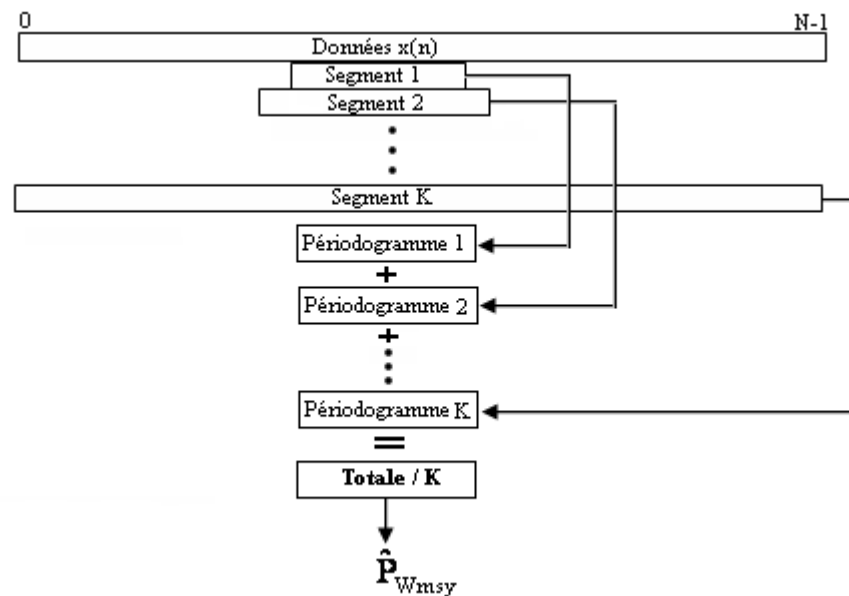 0 N-1
Données x(n)
Segment 1
Segment 2
Segment K
Périodogramme 1
+
Périodogramme 2
+
Périodogramme K
=
Totale / K
P̂Wmsy